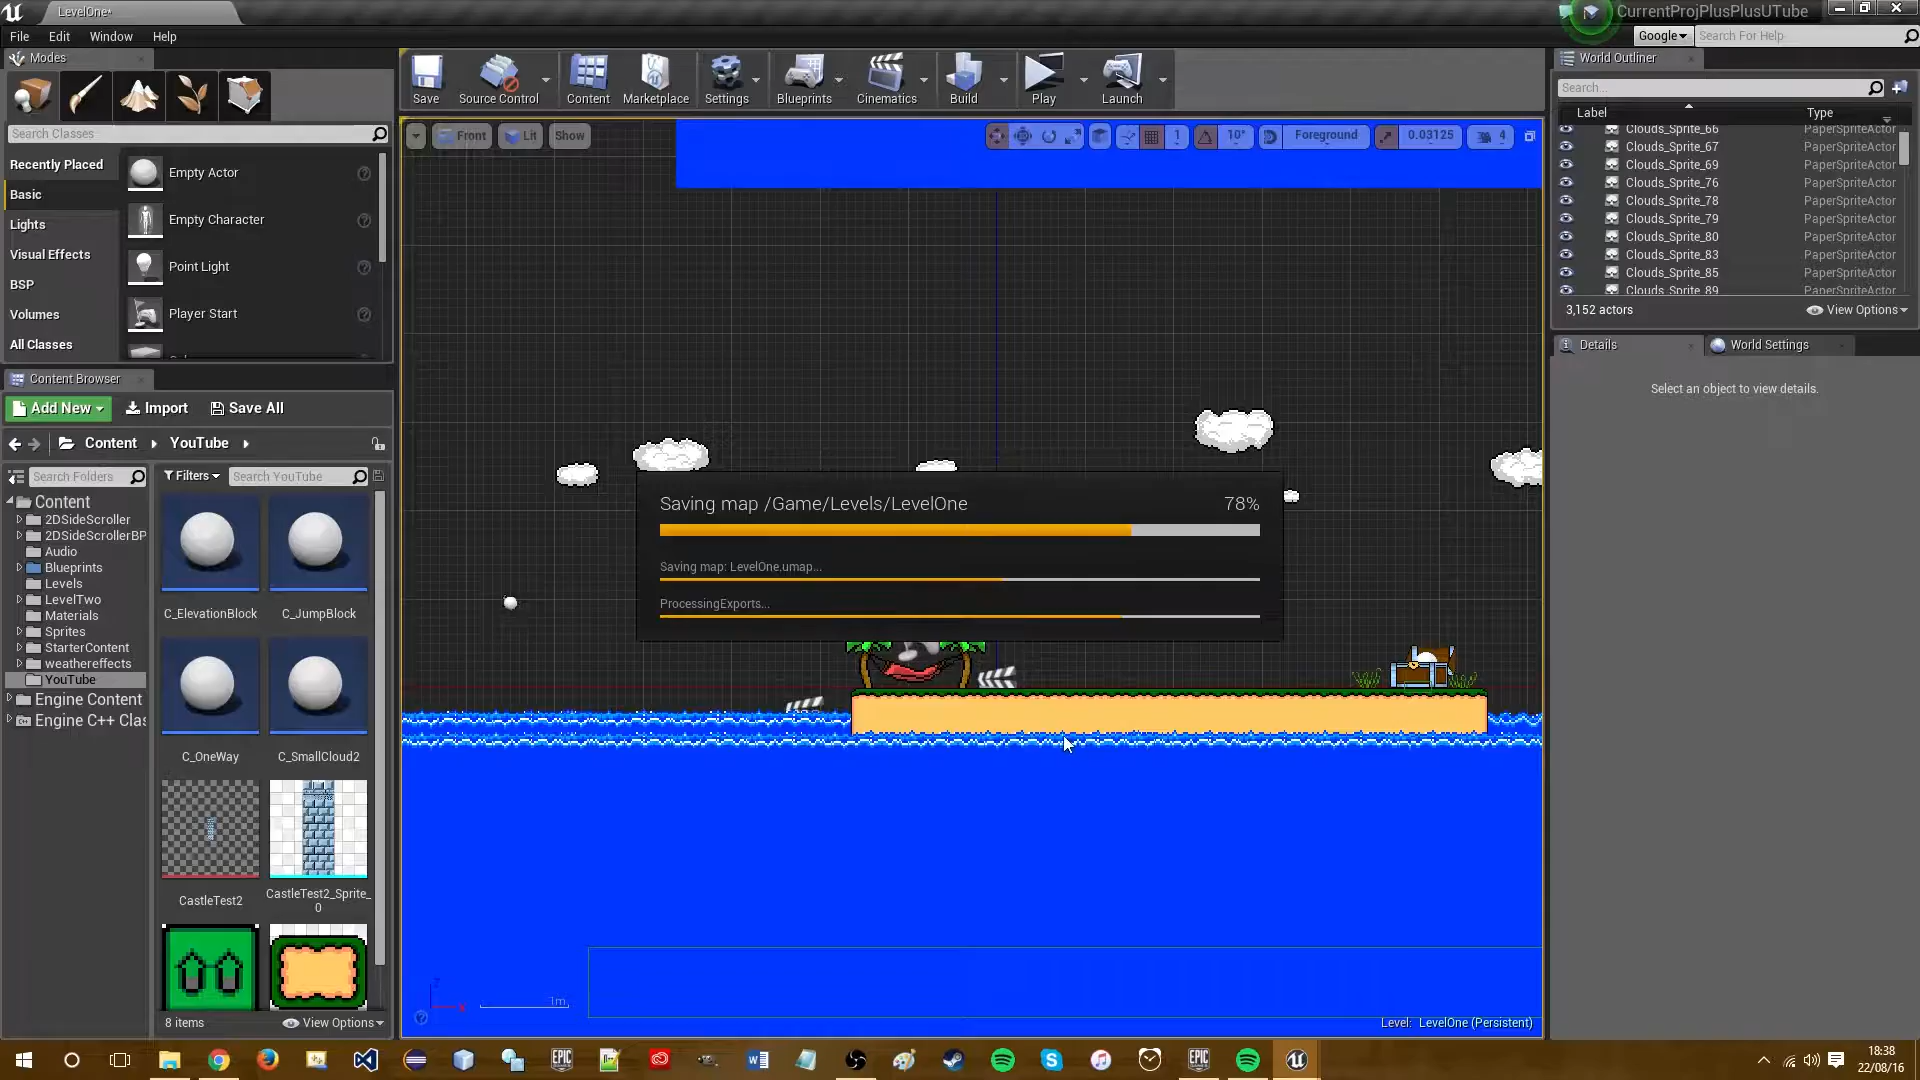 LevelOne*
CurrentProjPlusPlusUTube
File Edit Window Help
Google
Search For Help
Modes
Search Classes
Recently Placed
Basic
Lights
Visual Effects
BSP
Volumes
All Classes
Empty Actor
Empty Character
Point Light
Player Start
Save
Source Control
Content
Marketplace
Settings
Blueprints
Cinematics
Build
Play
Launch
Front
Lit
Show
1
10°
Foreground
0.03125
4
World Outliner
Search...
Label Type
Clouds_Sprite_66 PaperSpriteActor
Clouds_Sprite_67 PaperSpriteActor
Clouds_Sprite_69 PaperSpriteActor
Clouds_Sprite_76 PaperSpriteActor
Clouds_Sprite_78 PaperSpriteActor
Clouds_Sprite_79 PaperSpriteActor
Clouds_Sprite_80 PaperSpriteActor
Clouds_Sprite_83 PaperSpriteActor
Clouds_Sprite_85 PaperSpriteActor
Clouds_Sprite_89 PaperSpriteActor
3,152 actors
View Options
Details
World Settings
Select an object to view details.
Content Browser
Add New
Import
Save All
Content
YouTube
Search Folders
Filters
Search YouTube
Content
2DSideScroller
2DSideScrollerBP
Audio
Blueprints
Levels
LevelTwo
Materials
Sprites
StarterContent
weathereffects
YouTube
Engine Content
Engine C++ Clas
C_ElevationBlock
C_JumpBlock
C_OneWay
C_SmallCloud2
CastleTest2
CastleTest2_Sprite_
0
8 items
View Options
Saving map /Game/Levels/LevelOne 78%
Saving map: LevelOne.umap...
ProcessingExports...
Z
X
1m
Level: LevelOne (Persistent)
EPIC
EPIC
18:38
22/08/16